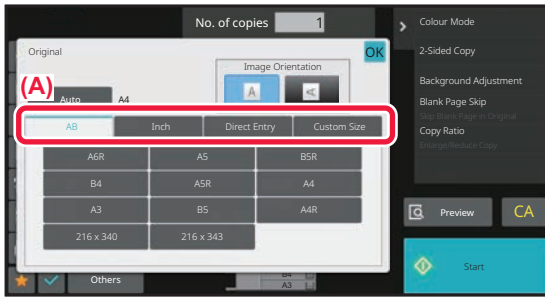 No. of copies 1
Original
OK
Image Orientation
A
A
(A)
Auto A4
AB Inch Direct Entry Custom Size
A6R A5 B5R
B4 A5R A4
A3 B5 A4R
216 x 340 216 x 343
Others
B4
A3
Colour Mode
2-Sided Copy
Background Adjustment
Blank Page Skip
Skip Blank Page in Original
Copy Ratio
Enlarge/Reduce Copy
Preview CA
Start